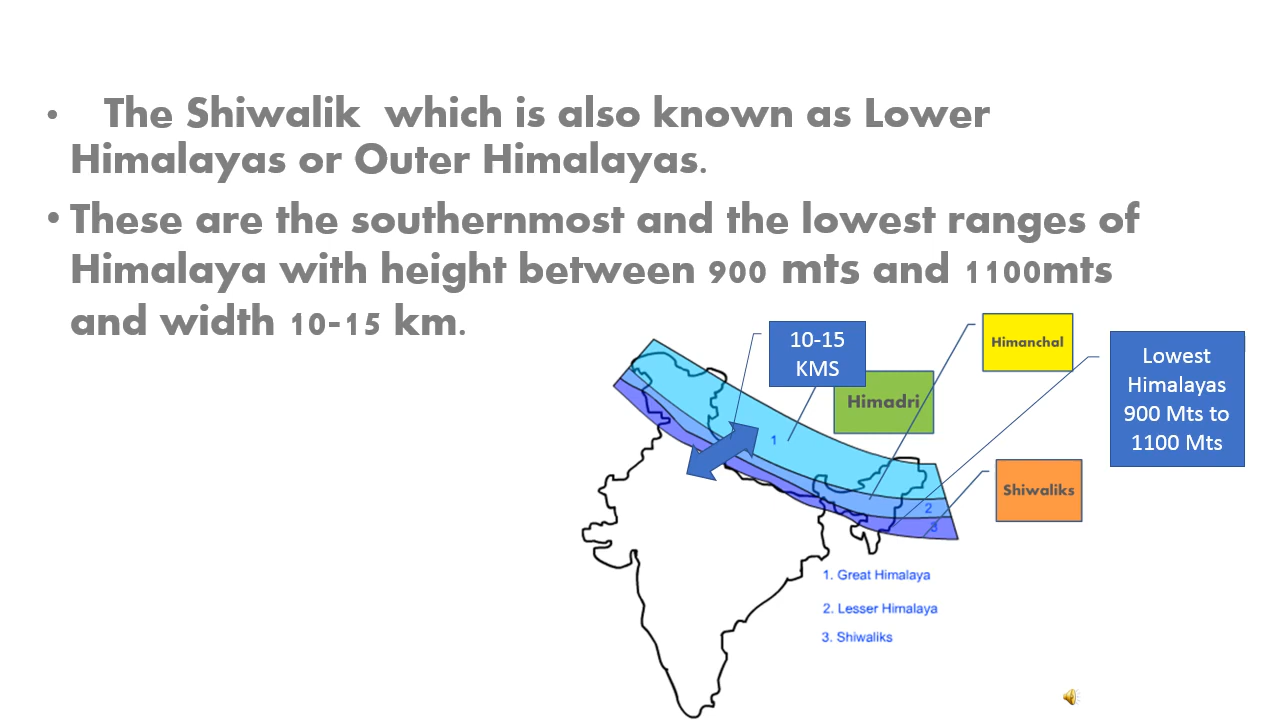 • The Shiwalik which is also known as Lower
Himalayas or Outer Himalayas.
• These are the southernmost and the lowest ranges of
Himalaya with height between 900 mts and 1100mts
and width 10-15 km.
10-15
KMS
Himanchal
Lowest
Himalayas
900 Mts to
1100 Mts
Himadri
1
Shiwaliks
2
3
1. Great Himalaya
2. Lesser Himalaya
3. Shiwaliks